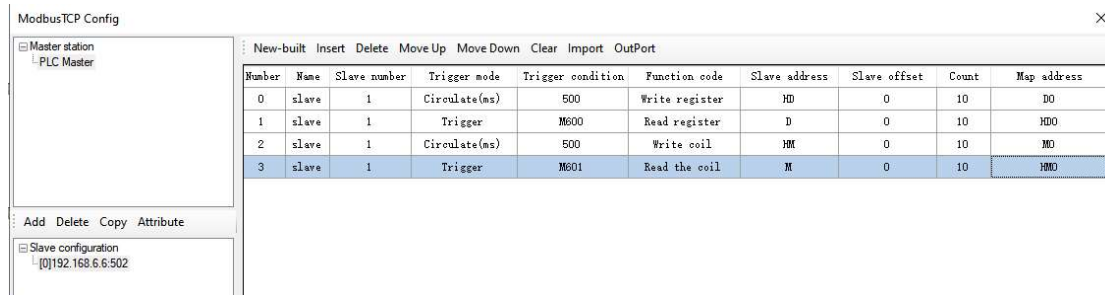 ModbusTCP Config
Master station
PLC Master
New-built Insert Delete Move Up Move Down Clear Import OutPort
Number Name Slave number Trigger mode Trigger condition Function code Slave address Slave offset Count Map address
0 slave 1 Circulate(ms) 500 Write register HD 0 10 D0
1 slave 1 Trigger M600 Read register D 0 10 HD0
2 slave 1 Circulate(ms) 500 Write coil HM 0 10 M0
3 slave 1 Trigger M601 Read the coil M 0 10 HM0
Add Delete Copy Attribute
Slave configuration
[0]192.168.6.6:502